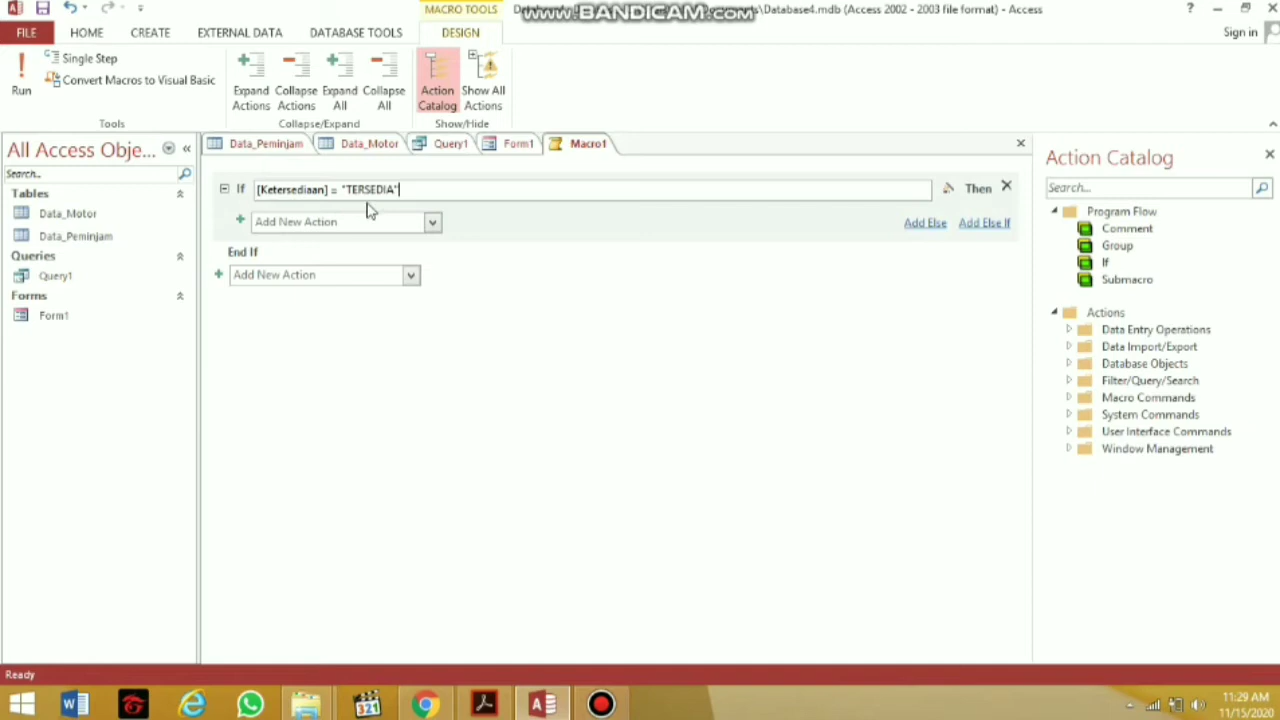 MACRO TOOLS
\Database4.mdb (Access 2002 - 2003 file format) - Access
www.BANDICAM.com
FILE
HOME
CREATE
EXTERNAL DATA
DATABASE TOOLS
DESIGN
Sign in
Run
Single Step
Convert Macros to Visual Basic
Expand Actions
Collapse Actions
Expand All
Collapse All
Action Catalog
Show All Actions
Tools
Collapse/Expand
Show/Hide
All Access Obje...
Search..
Tables
Data_Motor
Data_Peminjam
Queries
Query1
Forms
Form1
Data_Peminjam
Data_Motor
Query1
Form1
Macro1
If [Ketersediaan] = "TERSEDIA" Then
Add New Action
Add Else
Add Else If
End If
Add New Action
Action Catalog
Search...
Program Flow
Comment
Group
If
Submacro
Actions
Data Entry Operations
Data Import/Export
Database Objects
Filter/Query/Search
Macro Commands
System Commands
User Interface Commands
Window Management
Ready
11:29 AM
11/15/2020